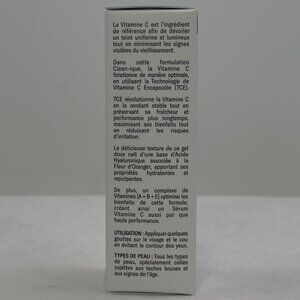 La Vitamine C est l'ingrédient
de référence afin de dévoiler
un teint uniforme et lumineux
tout en minimisant les signes
visibles du vieillissement.
Dans cette formulation
Clean-ique, la Vitamine C
fonctionne de manière optimale,
en utilisant la Technologie de
Vitamine C Encapsulée (TCE).
TCE révolutionne la Vitamine C
en la rendant stable tout en
préservant sa fraîcheur et
performance plus longtemps,
maximisant ses bienfaits tout
en réduisant les risques
d'irritation.
La délicieuse texture de ce gel
doux naît d'une base d'Acide
Hyaluronique associée à la
Fleur d'Oranger, apportant ses
propriétés hydratantes et
repulpantes.
De plus, un complexe de
Vitamines (A + B + E) optimise les
bienfaits de cette formule,
créant ainsi un Sérum
Vitamine C aussi pur que
haute performance.
UTILISATION : Appliquer quelques
gouttes sur le visage et le cou
en évitant le contour des yeux.
TYPES DE PEAU : Tous les types
de peau, spécialement celles
sujettes aux taches brunes et
aux signes de l'âge.